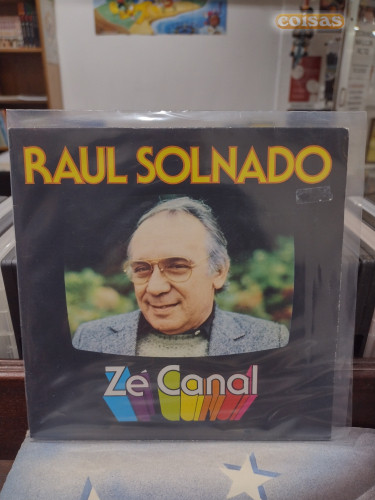 coisas
RAUL SOLNADO
Zé Canal